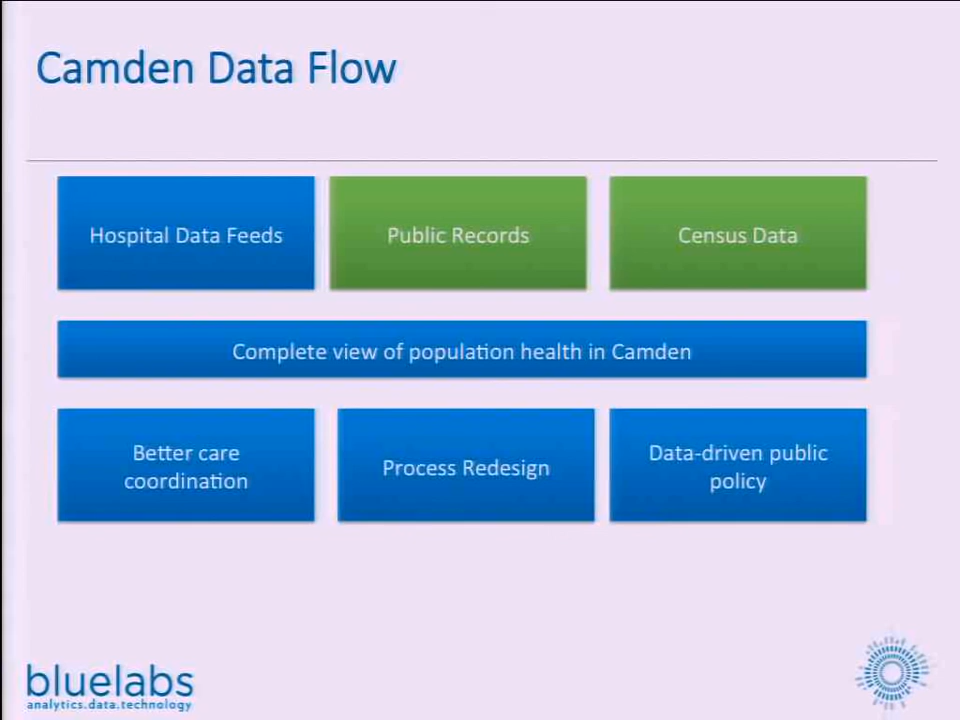 Camden Data Flow
Hospital Data Feeds
Public Records
Census Data
Complete view of population health in Camden
Better care
coordination
Process Redesign
Data-driven public
policy
bluelabs
analytics.data.technology